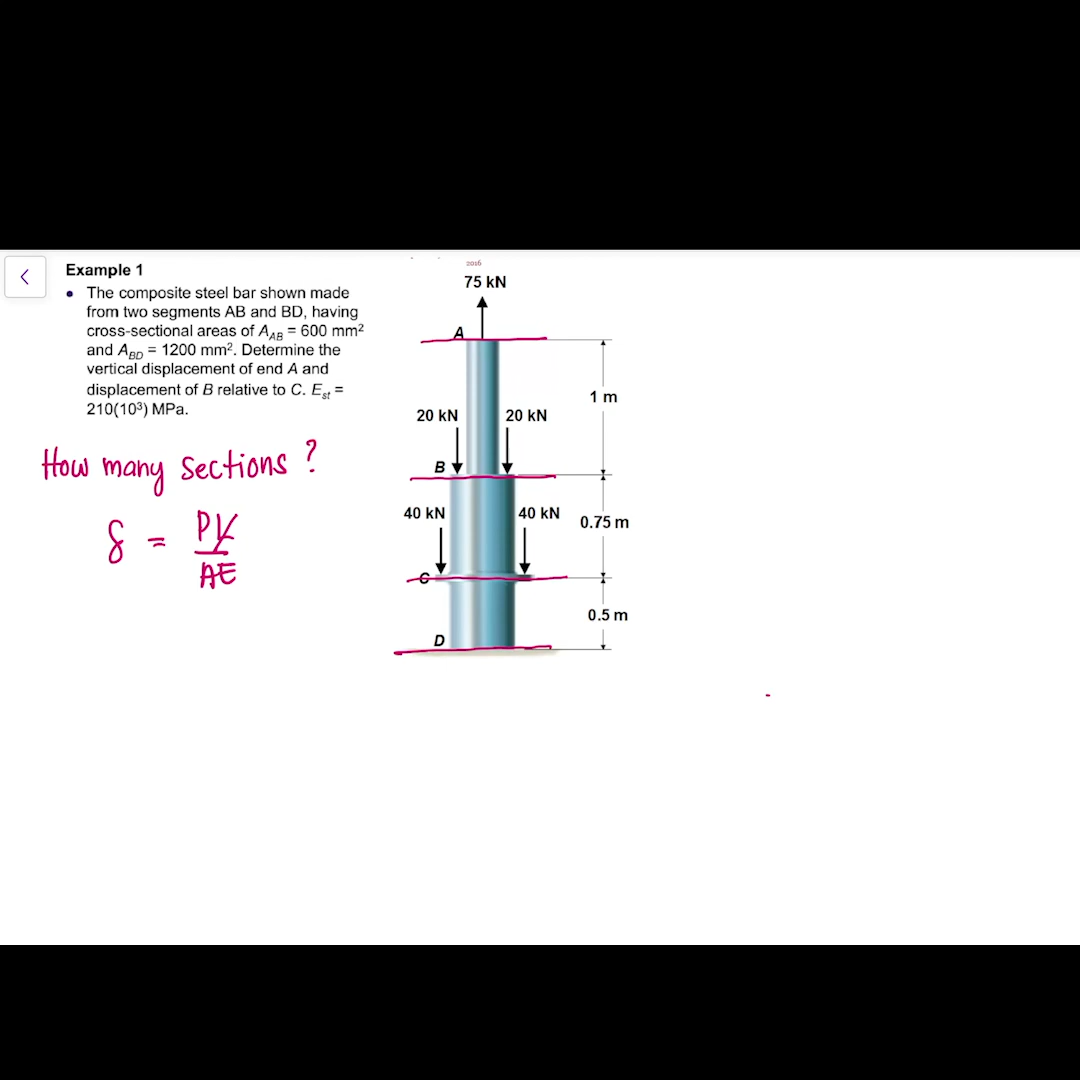 Example 1
• The composite steel bar shown made
from two segments AB and BD, having
cross-sectional areas of A_AB = 600 mm²
and A_BD = 1200 mm². Determine the
vertical displacement of end A and
displacement of B relative to C. E_st =
210(10³) MPa.
How many sections ?
δ = PL
AE
2016
75 kN
A
1 m
20 kN 20 kN
B
40 kN 40 kN
0.75 m
C
0.5 m
D